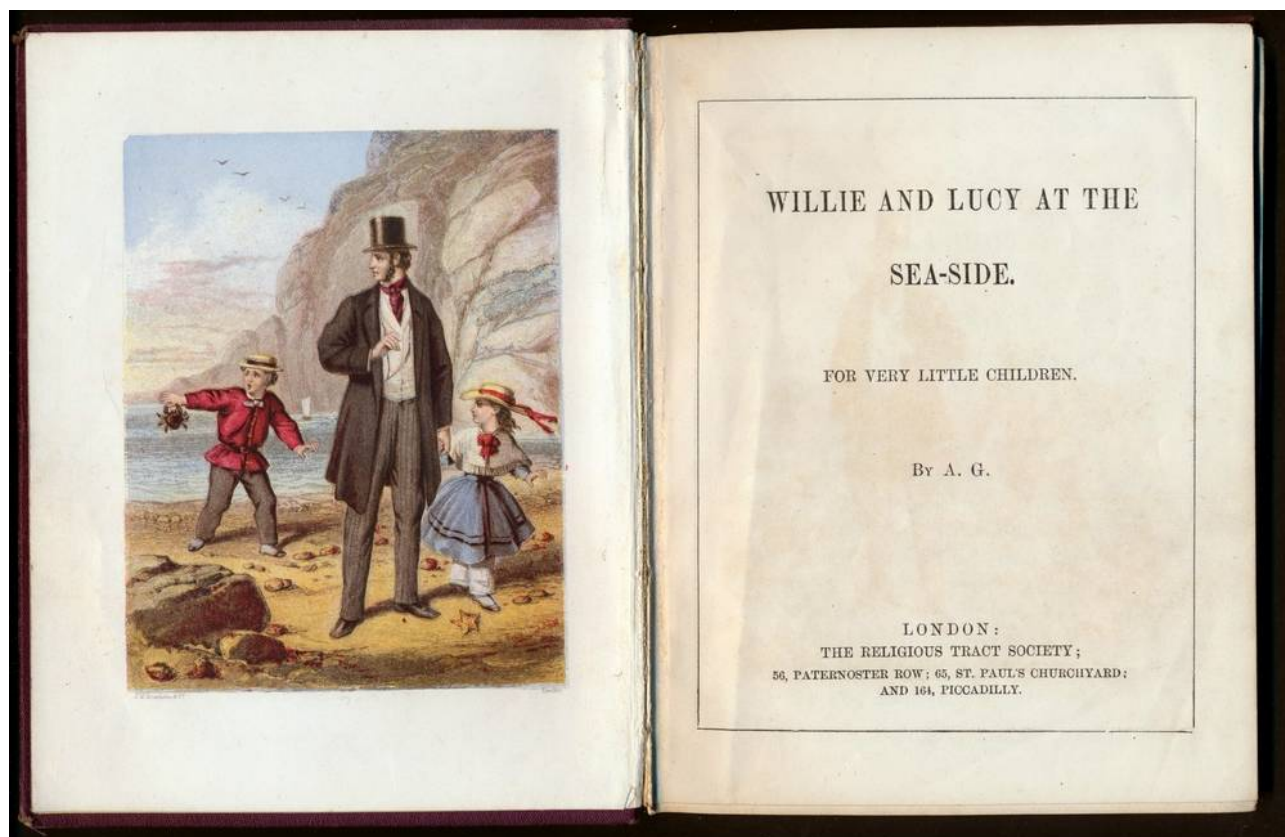 WILLIE AND LUCY AT THE
SEA-SIDE.
FOR VERY LITTLE CHILDREN.
By A. G.
LONDON:
THE RELIGIOUS TRACT SOCIETY;
56, PATERNOSTER ROW; 65, ST. PAUL'S CHURCHYARD;
AND 164, PICCADILLY.